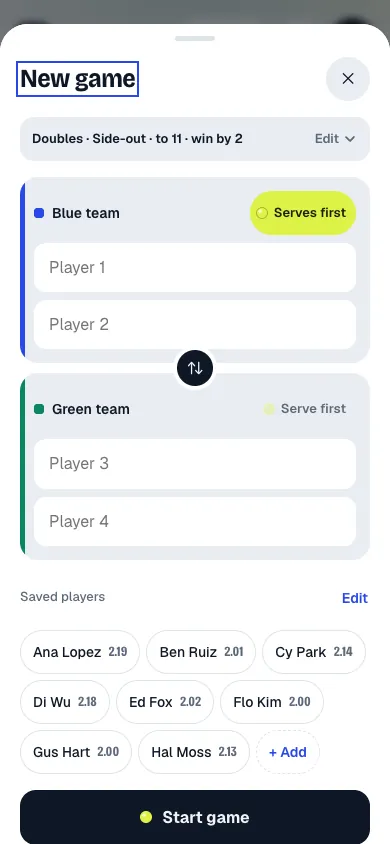 New game
Doubles · Side-out · to 11 · win by 2 Edit
Blue team Serves first
Player 1
Player 2
Green team Serve first
Player 3
Player 4
Saved players Edit
Ana Lopez 2.19 Ben Ruiz 2.01 Cy Park 2.14
Di Wu 2.18 Ed Fox 2.02 Flo Kim 2.00
Gus Hart 2.00 Hal Moss 2.13 + Add
Start game